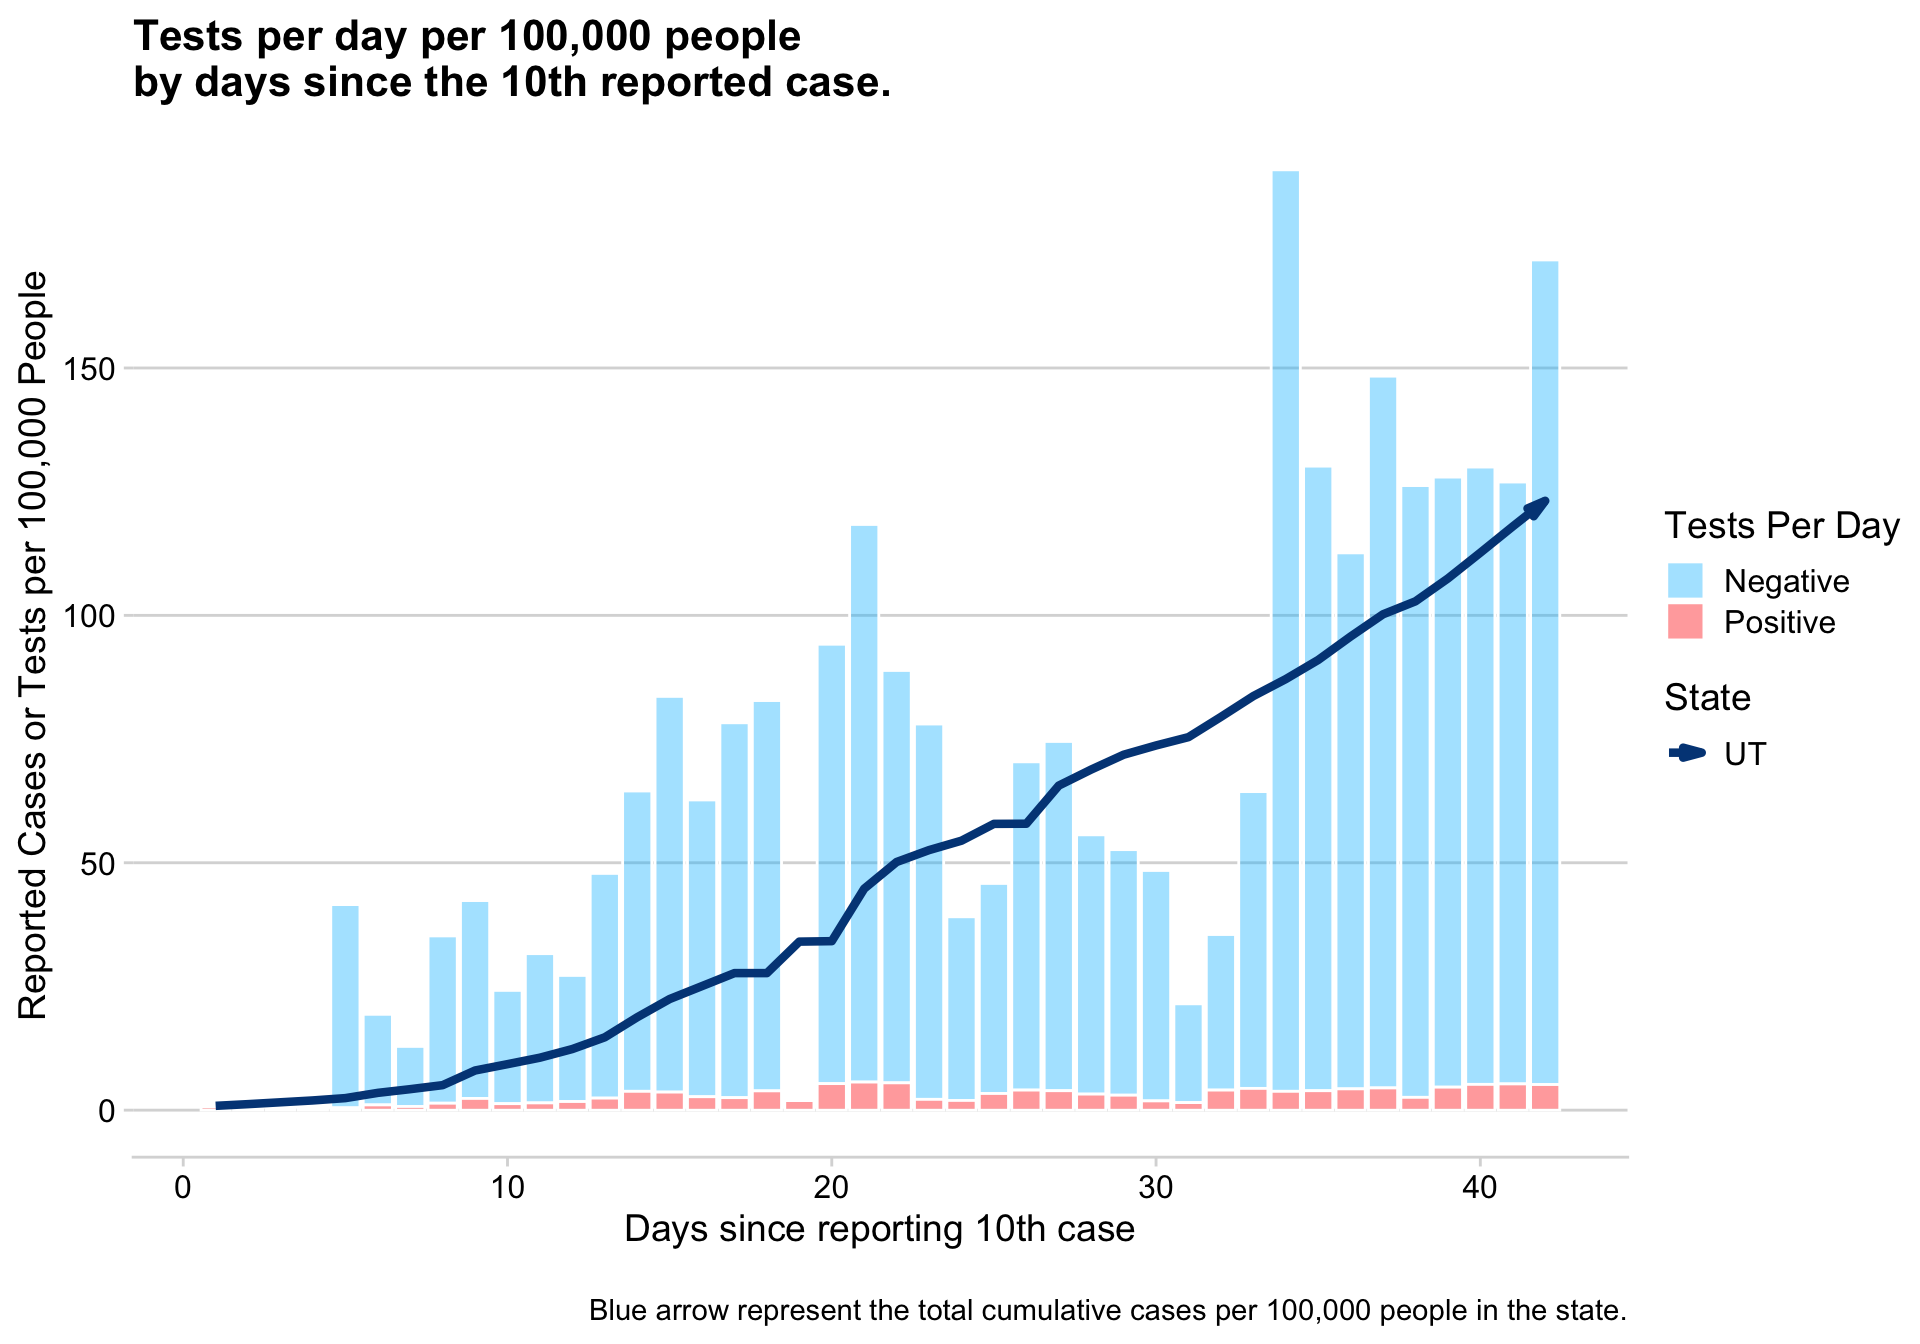 Tests per day per 100,000 people
by days since the 10th reported case.
Reported Cases or Tests per 100,000 People
150
100
50
0
0
10
20
30
40
Days since reporting 10th case
Tests Per Day
Negative
Positive
State
UT
Blue arrow represent the total cumulative cases per 100,000 people in the state.